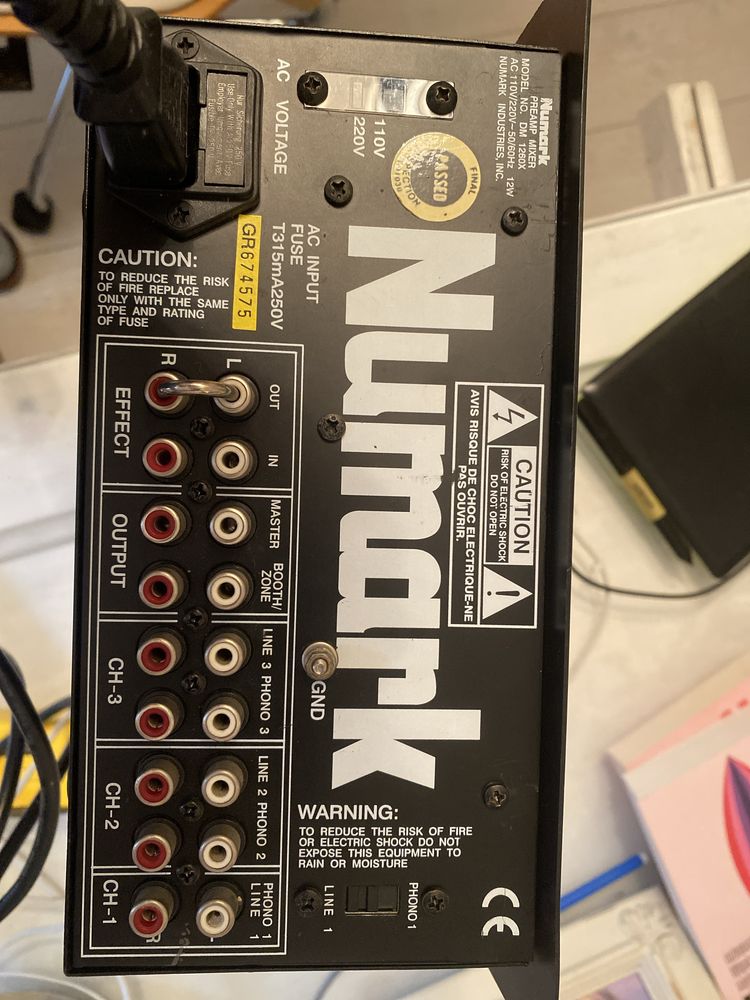 Numark
PREAMP MIXER
MODEL NO. DM 1280X
AC 110V/220V~50/60Hz 12W
NUMARK INDUSTRIES, INC.
FINAL
PASSED
110V
220V
AC VOLTAGE
AC INPUT
FUSE
T315mA250V
GR674575
CAUTION:
TO REDUCE THE RISK
OF FIRE REPLACE
ONLY WITH THE SAME
TYPE AND RATING
OF FUSE
Numark
CAUTION
RISK OF ELECTRIC SHOCK
DO NOT OPEN
AVIS RISQUE DE CHOC ELECTRIQUE-NE
PAS OUVRIR.
R L
OUT
IN
EFFECT
MASTER
BOOTH/
ZONE
OUTPUT
LINE 3 PHONO 3
CH-3
LINE 2 PHONO 2
CH-2
PHONO 1
LINE 1
CH-1
R
GND
WARNING:
TO REDUCE THE RISK OF FIRE
OR ELECTRIC SHOCK DO NOT
EXPOSE THIS EQUIPMENT TO
RAIN OR MOISTURE
LINE 1
PHONO 1
CE